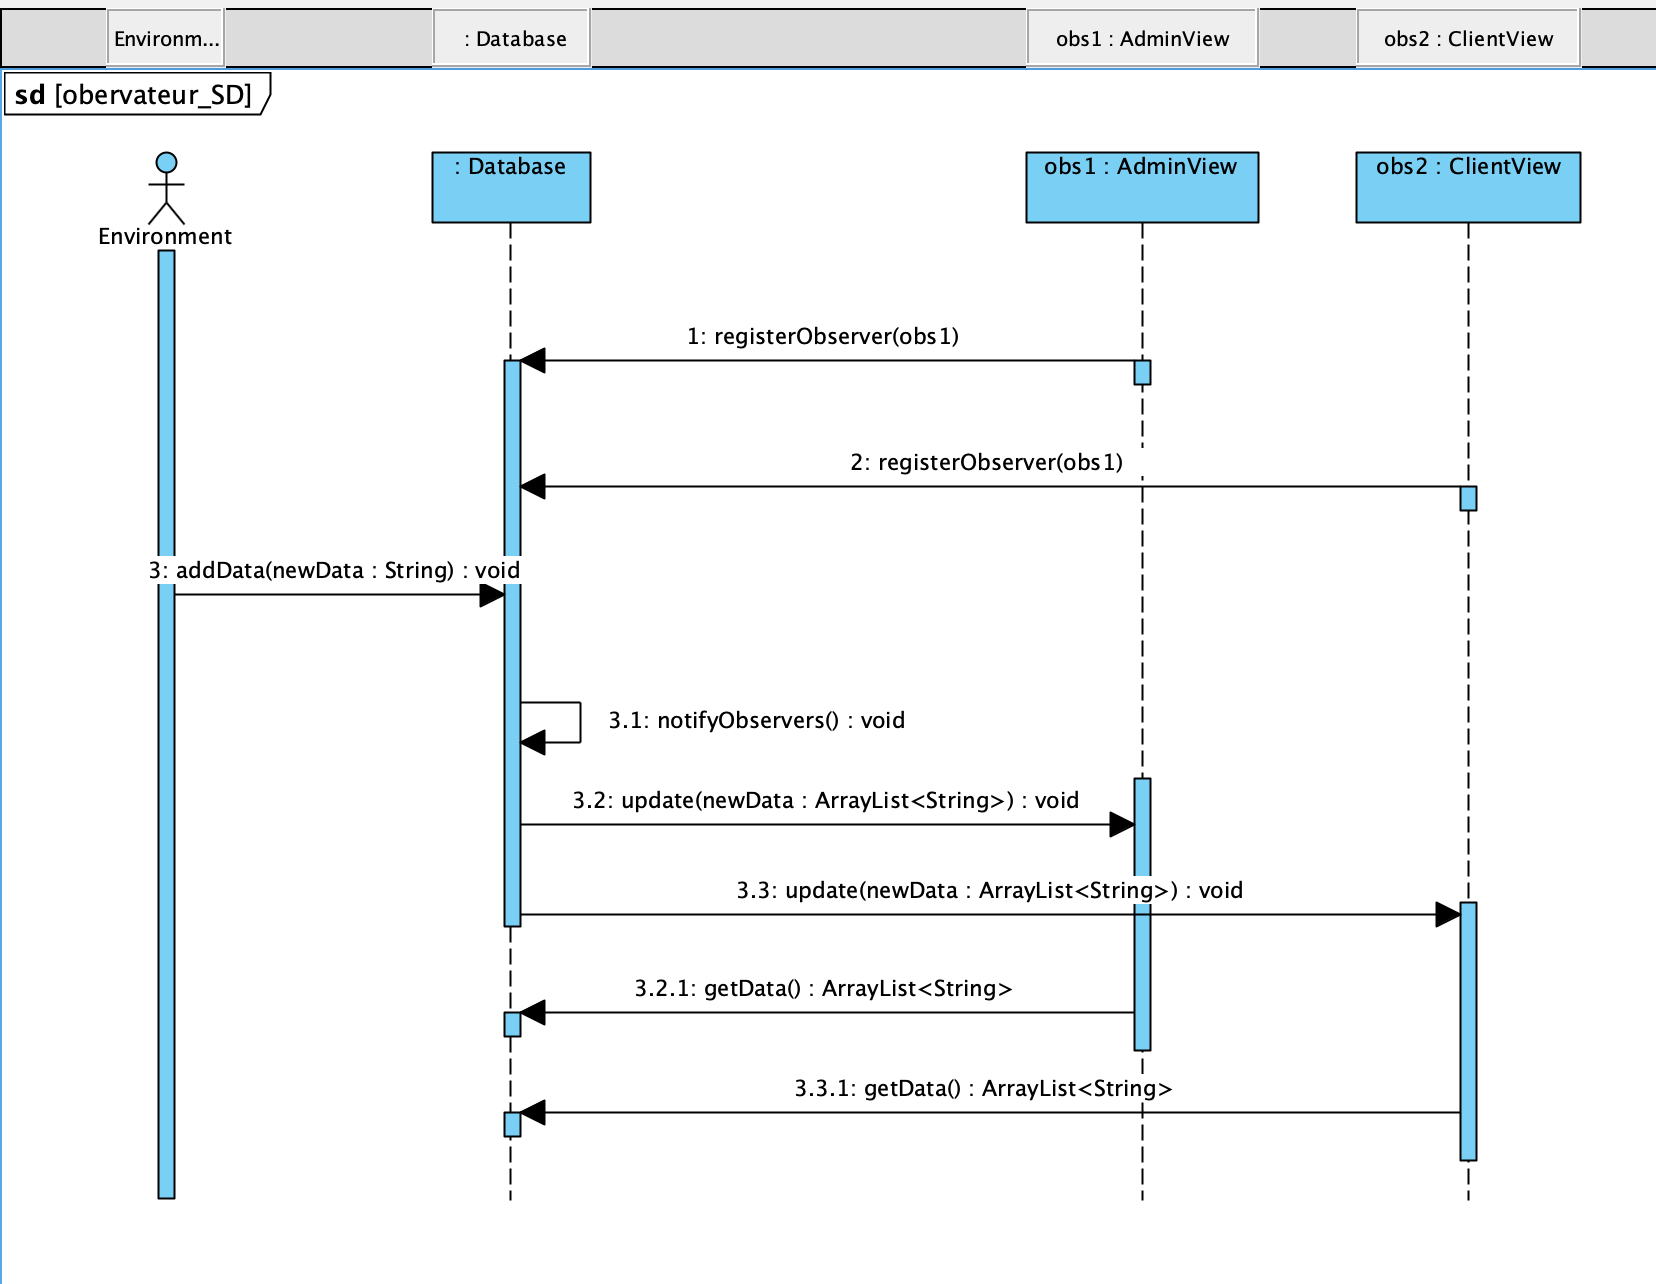 Environm...
: Database
obs1 : AdminView
obs2 : ClientView
sd [obervateur_SD]
: Database
obs1 : AdminView
obs2 : ClientView
Environment
1: registerObserver(obs1)
2: registerObserver(obs1)
3: addData(newData : String) : void
3.1: notifyObservers() : void
3.2: update(newData : ArrayList<String>) : void
3.3: update(newData : ArrayList<String>) : void
3.2.1: getData() : ArrayList<String>
3.3.1: getData() : ArrayList<String>